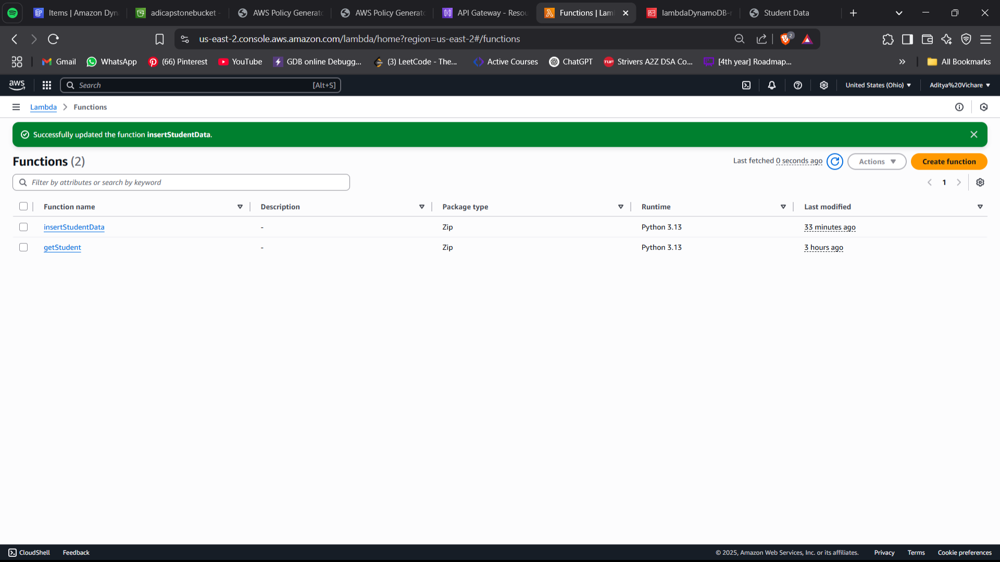 Items | Amazon Dyn
adicapstonebucket -
AWS Policy Generato
AWS Policy Generato
API Gateway - Resou
Functions | Lam
lambdaDynamoDB-r
Student Data
us-east-2.console.aws.amazon.com/lambda/home?region=us-east-2#/functions
2
Gmail
WhatsApp
(66) Pinterest
YouTube
GDB online Debugg...
(3) LeetCode - The...
Active Courses
ChatGPT
TUF
Strivers A2Z DSA Co...
[4th year] Roadmap...
All Bookmarks
aws
Search
[Alt+S]
United States (Ohio)
Aditya%20Vichare
Lambda
Functions
Successfully updated the function insertStudentData.
Functions (2)
Last fetched 0 seconds ago
Actions
Create function
Filter by attributes or search by keyword
1
Function name
Description
Package type
Runtime
Last modified
insertStudentData - Zip Python 3.13 33 minutes ago
getStudent - Zip Python 3.13 3 hours ago
CloudShell
Feedback
© 2025, Amazon Web Services, Inc. or its affiliates.
Privacy
Terms
Cookie preferences